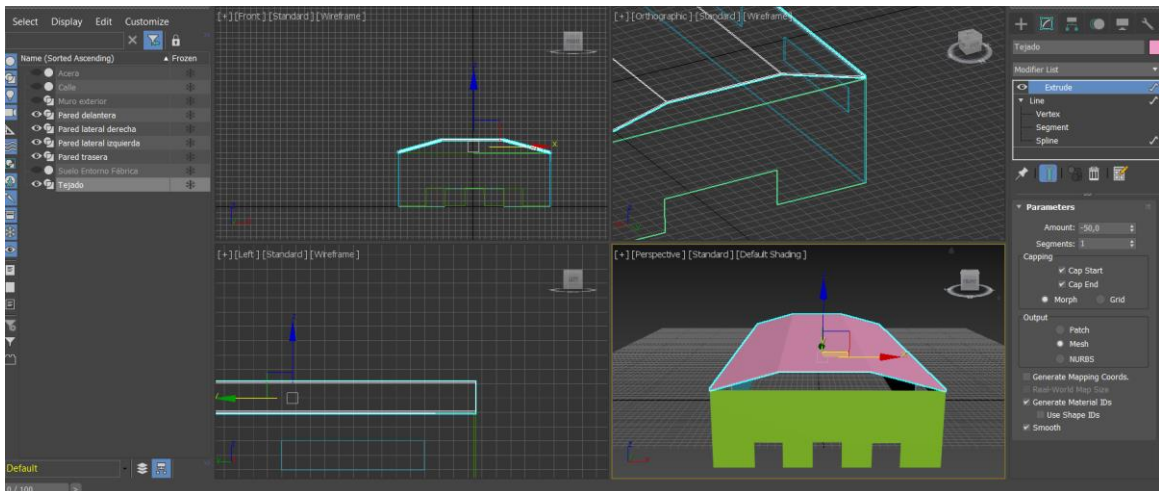 Select Display Edit Customize
Name (Sorted Ascending) ▲ Frozen
Acera
Calle
Muro exterior
Pared delantera
Pared lateral derecha
Pared lateral izquierda
Pared trasera
Suelo Entorno Fábrica
Tejado
Default
0 / 100
[+] [Front ] [Standard ] [Wireframe ]
[+] [Orthographic ] [Standard ] [Wireframe ]
[+] [Left ] [Standard ] [Wireframe ]
[+] [Perspective ] [Standard ] [Default Shading ]
Tejado
Modifier List
Extrude
Line
Vertex
Segment
Spline
Parameters
Amount: -50,0
Segments: 1
Capping
Cap Start
Cap End
Morph Grid
Output
Patch
Mesh
NURBS
Generate Mapping Coords.
Real-World Map Size
Generate Material IDs
Use Shape IDs
Smooth